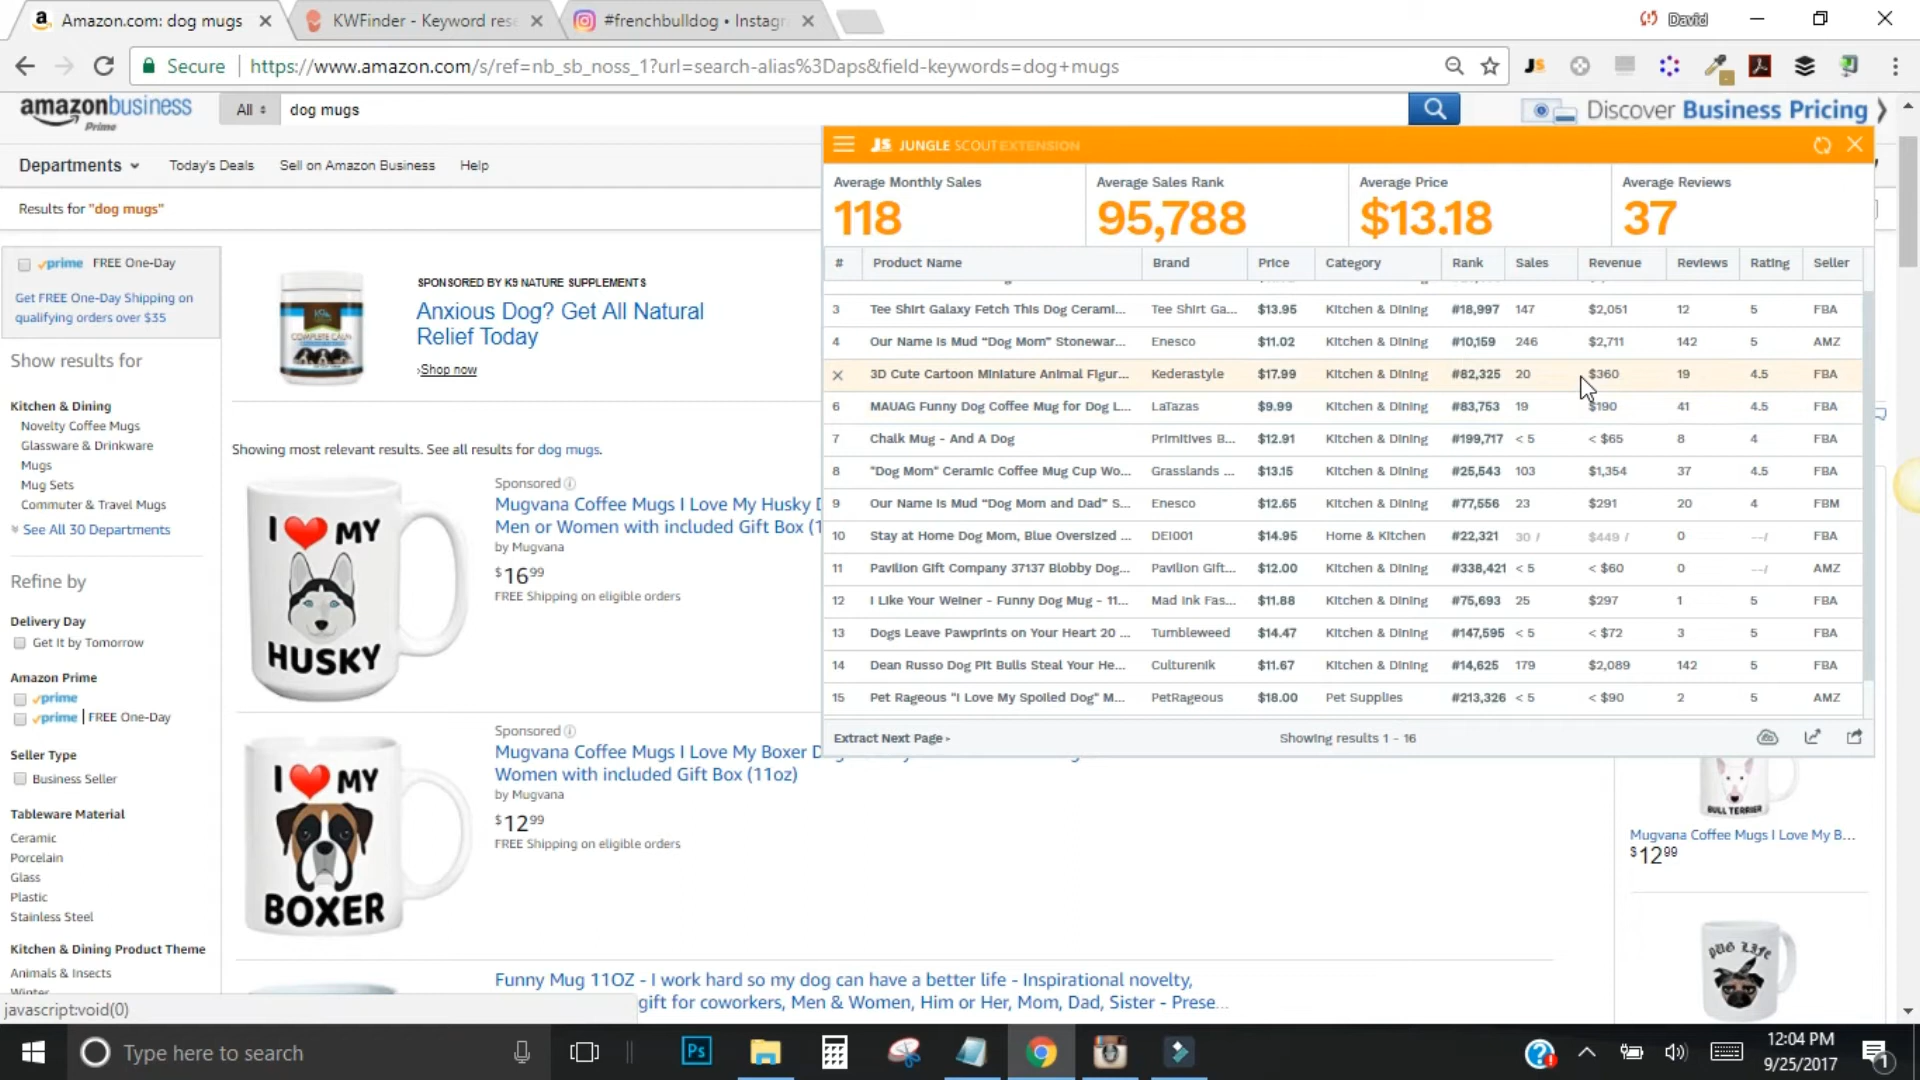 Amazon.com: dog mugs
KWFinder - Keyword rese
#frenchbulldog • Instagr
David
Secure
https://www.amazon.com/s/ref=nb_sb_noss_1?url=search-alias%3Daps&field-keywords=dog+mugs
amazonbusiness
Prime
All
dog mugs
Discover Business Pricing
Departments
Today's Deals
Sell on Amazon Business
Help
Results for "dog mugs"
prime FREE One-Day
Get FREE One-Day Shipping on
qualifying orders over $35
Show results for
Kitchen & Dining
Novelty Coffee Mugs
Glassware & Drinkware
Mugs
Mug Sets
Commuter & Travel Mugs
See All 30 Departments
Refine by
Delivery Day
Get It by Tomorrow
Amazon Prime
prime
prime | FREE One-Day
Seller Type
Business Seller
Tableware Material
Ceramic
Porcelain
Glass
Plastic
Stainless Steel
Kitchen & Dining Product Theme
Animals & Insects
Winter
javascript:void(0)
COMPLETE CALM
SPONSORED BY K9 NATURE SUPPLEMENTS
Anxious Dog? Get All Natural
Relief Today
›Shop now
Showing most relevant results. See all results for dog mugs.
I MY
HUSKY
Sponsored
Mugvana Coffee Mugs I Love My Husky D
Men or Women with included Gift Box (1
by Mugvana
$16 99
FREE Shipping on eligible orders
I MY
BOXER
Sponsored
Mugvana Coffee Mugs I Love My Boxer D
Women with included Gift Box (11oz)
by Mugvana
$12 99
FREE Shipping on eligible orders
Funny Mug 11OZ - I work hard so my dog can have a better life - Inspirational novelty,
gift for coworkers, Men & Women, Him or Her, Mom, Dad, Sister - Prese...
JS JUNGLE SCOUT EXTENSION
Average Monthly Sales
118
Average Sales Rank
95,788
Average Price
$13.18
Average Reviews
37
# Product Name Brand Price Category Rank Sales Revenue Reviews Rating Seller
3 Tee Shirt Galaxy Fetch This Dog Cerami... Tee Shirt Ga... $13.95 Kitchen & Dining #18,997 147 $2,051 12 5 FBA
4 Our Name Is Mud “Dog Mom” Stonewar... Enesco $11.02 Kitchen & Dining #10,159 246 $2,711 142 5 AMZ
3D Cute Cartoon Miniature Animal Figur... Kederastyle $17.99 Kitchen & Dining #82,325 20 $360 19 4.5 FBA
6 MAUAG Funny Dog Coffee Mug for Dog L... LaTazas $9.99 Kitchen & Dining #83,753 19 $190 41 4.5 FBA
7 Chalk Mug - And A Dog Primitives B... $12.91 Kitchen & Dining #199,717 < 5 < $65 8 4 FBA
8 "Dog Mom" Ceramic Coffee Mug Cup Wo... Grasslands ... $13.15 Kitchen & Dining #25,543 103 $1,354 37 4.5 FBA
9 Our Name Is Mud “Dog Mom and Dad” S... Enesco $12.65 Kitchen & Dining #77,556 23 $291 20 4 FBM
10 Stay at Home Dog Mom, Blue Oversized ... DEI001 $14.95 Home & Kitchen #22,321 30 / $449 / 0 --/ FBA
11 Pavilion Gift Company 37137 Blobby Dog... Pavilion Gift... $12.00 Kitchen & Dining #338,421 < 5 < $60 0 --/ AMZ
12 I Like Your Weiner - Funny Dog Mug - 11... Mad Ink Fas... $11.88 Kitchen & Dining #75,693 25 $297 1 5 FBA
13 Dogs Leave Pawprints on Your Heart 20 ... Tumbleweed $14.47 Kitchen & Dining #147,595 < 5 < $72 3 5 FBA
14 Dean Russo Dog Pit Bulls Steal Your He... Culturenik $11.67 Kitchen & Dining #14,625 179 $2,089 142 5 FBA
15 Pet Rageous "I Love My Spoiled Dog" M... PetRageous $18.00 Pet Supplies #213,326 < 5 < $90 2 5 AMZ
Extract Next Page
Showing results 1 - 16
BULL TERRIER
Mugvana Coffee Mugs I Love My B...
$12 99
PUG LIFE
Type here to search
Ps
12:04 PM
9/25/2017
1